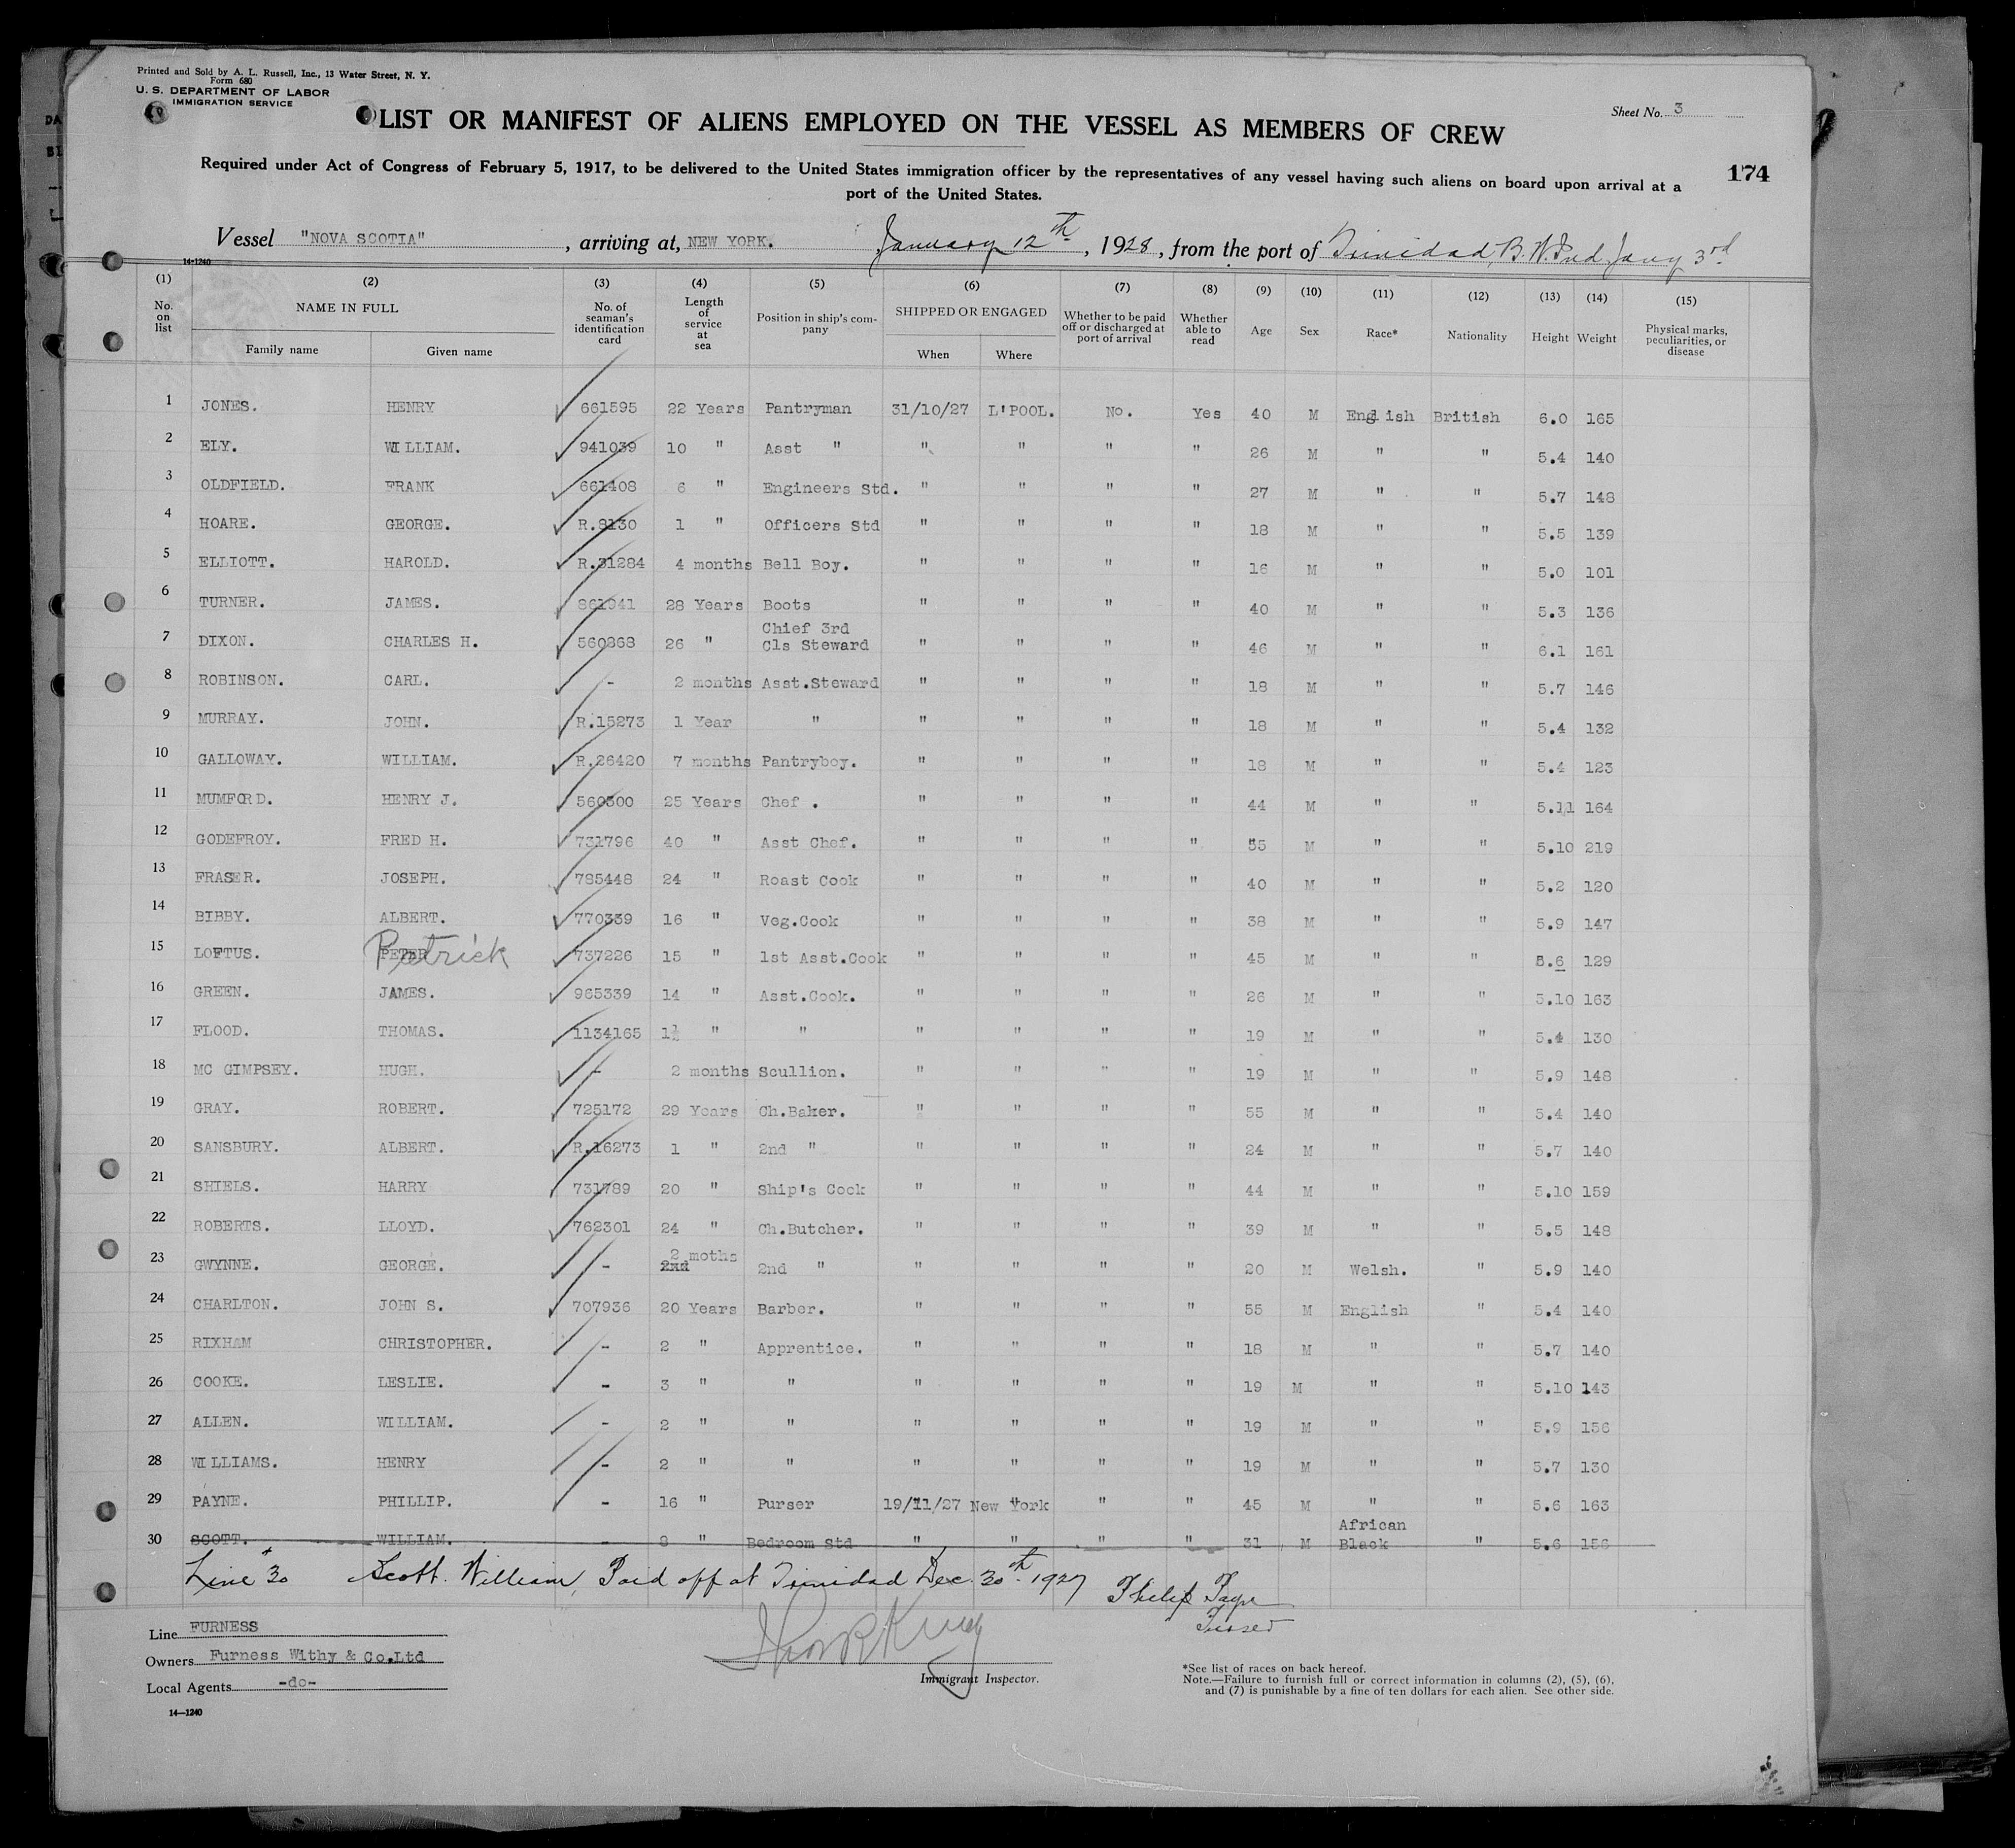 Printed and Sold by A. L. Russell, Inc., 13 Water Street, N. Y.
Form 680
U. S. DEPARTMENT OF LABOR
IMMIGRATION SERVICE
Sheet No. 3
LIST OR MANIFEST OF ALIENS EMPLOYED ON THE VESSEL AS MEMBERS OF CREW
174
Required under Act of Congress of February 5, 1917, to be delivered to the United States immigration officer by the representatives of any vessel having such aliens on board upon arrival at a
port of the United States.
Vessel "NOVA SCOTIA", arriving at, NEW YORK. January 12th, 1928, from the port of Trinidad, B.W.Ind Jany 3rd
14-1240
(1) (2) (3) (4) (5) (6) (7) (8) (9) (10) (11) (12) (13) (14) (15)
No. on list NAME IN FULL Family name Given name No. of seaman's identification card Length of service at sea Position in ship's company SHIPPED OR ENGAGED When Where Whether to be paid off or discharged at port of arrival Whether able to read Age Sex Race* Nationality Height Weight Physical marks, peculiarities, or disease
1 JONES. HENRY 661595 22 Years Pantryman 31/10/27 L'POOL. No. Yes 40 M English British 6.0 165
2 ELY. WILLIAM. 941039 10 " Asst " " " " " 26 M " " 5.4 140
3 OLDFIELD. FRANK 661408 6 " Engineers Std. " " " " 27 M " " 5.7 148
4 HOARE. GEORGE. R.8130 1 " Officers Std " " " " 18 M " " 5.5 139
5 ELLIOTT. HAROLD. R.31284 4 months Bell Boy. " " " " 16 M " " 5.0 101
6 TURNER. JAMES. 861941 28 Years Boots " " " " 40 M " " 5.3 136
7 DIXON. CHARLES H. 560868 26 " Chief 3rd Cls Steward " " " " 46 M " " 6.1 161
8 ROBINSON. CARL. - 2 months Asst.Steward " " " " 18 M " " 5.7 146
9 MURRAY. JOHN. R.15273 1 Year " " " " " 18 M " " 5.4 132
10 GALLOWAY. WILLIAM. R.26420 7 months Pantryboy. " " " " 18 M " " 5.4 123
11 MUMFORD. HENRY J. 560300 25 Years Chef . " " " " 44 M " " 5.11 164
12 GODEFROY. FRED H. 731796 40 " Asst Chef. " " " " 55 M " " 5.10 219
13 FRASER. JOSEPH. 785448 24 " Roast Cook " " " " 40 M " " 5.2 120
14 BIBBY. ALBERT. 770339 16 " Veg.Cook " " " " 38 M " " 5.9 147
15 LOFTUS. PETER Patrick 737226 15 " 1st Asst.Cook " " " " 45 M " " 5.6 129
16 GREEN. JAMES. 965339 14 " Asst.Cook. " " " " 26 M " " 5.10 163
17 FLOOD. THOMAS. 1134165 1½ " " " " " " 19 M " " 5.4 130
18 MC GIMPSEY. HUGH. - 2 months Scullion. " " " " 19 M " " 5.9 148
19 GRAY. ROBERT. 725172 29 Years Ch.Baker. " " " " 55 M " " 5.4 140
20 SANSBURY. ALBERT. R.16273 1 " 2nd " " " " " 24 M " " 5.7 140
21 SHIELS. HARRY 731789 20 " Ship's Cook " " " " 44 M " " 5.10 159
22 ROBERTS. LLOYD. 762301 24 " Ch.Butcher. " " " " 39 M " " 5.5 148
23 GWYNNE. GEORGE. - 2nd 2 moths 2nd " " " " " 20 M Welsh. " 5.9 140
24 CHARLTON. JOHN S. 707936 20 Years Barber. " " " " 55 M English " 5.4 140
25 RIXHAM CHRISTOPHER. - 2 " Apprentice. " " " " 18 M " " 5.7 140
26 COOKE. LESLIE. - 3 " " " " " " 19 M " " 5.10 143
27 ALLEN. WILLIAM. - 2 " " " " " " 19 M " " 5.9 156
28 WILLIAMS. HENRY - 2 " " " " " " 19 M " " 5.7 130
29 PAYNE. PHILLIP. - 16 " Purser 19/11/27 New York " " 45 M " " 5.6 163
30 SCOTT. WILLIAM. - 8 " Bedroom Std " " " " 31 M African Black " 5.6 156
Line # 30 Scott. William, Paid off at Trinidad Dec. 30th 1927 Philip Payne
Purser
Line FURNESS
Owners Furness Withy & Co.Ltd
Local Agents -do-
Immigrant Inspector.
*See list of races on back hereof.
Note.—Failure to furnish full or correct information in columns (2), (5), (6),
and (7) is punishable by a fine of ten dollars for each alien. See other side.
14—1240